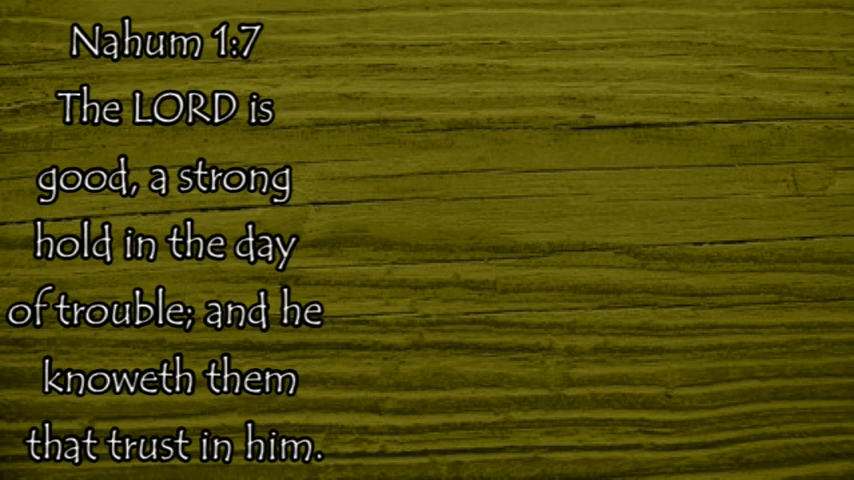 Nahum 1:7
The LORD is
good, a strong
hold in the day
of trouble; and he
knoweth them
that trust in him.